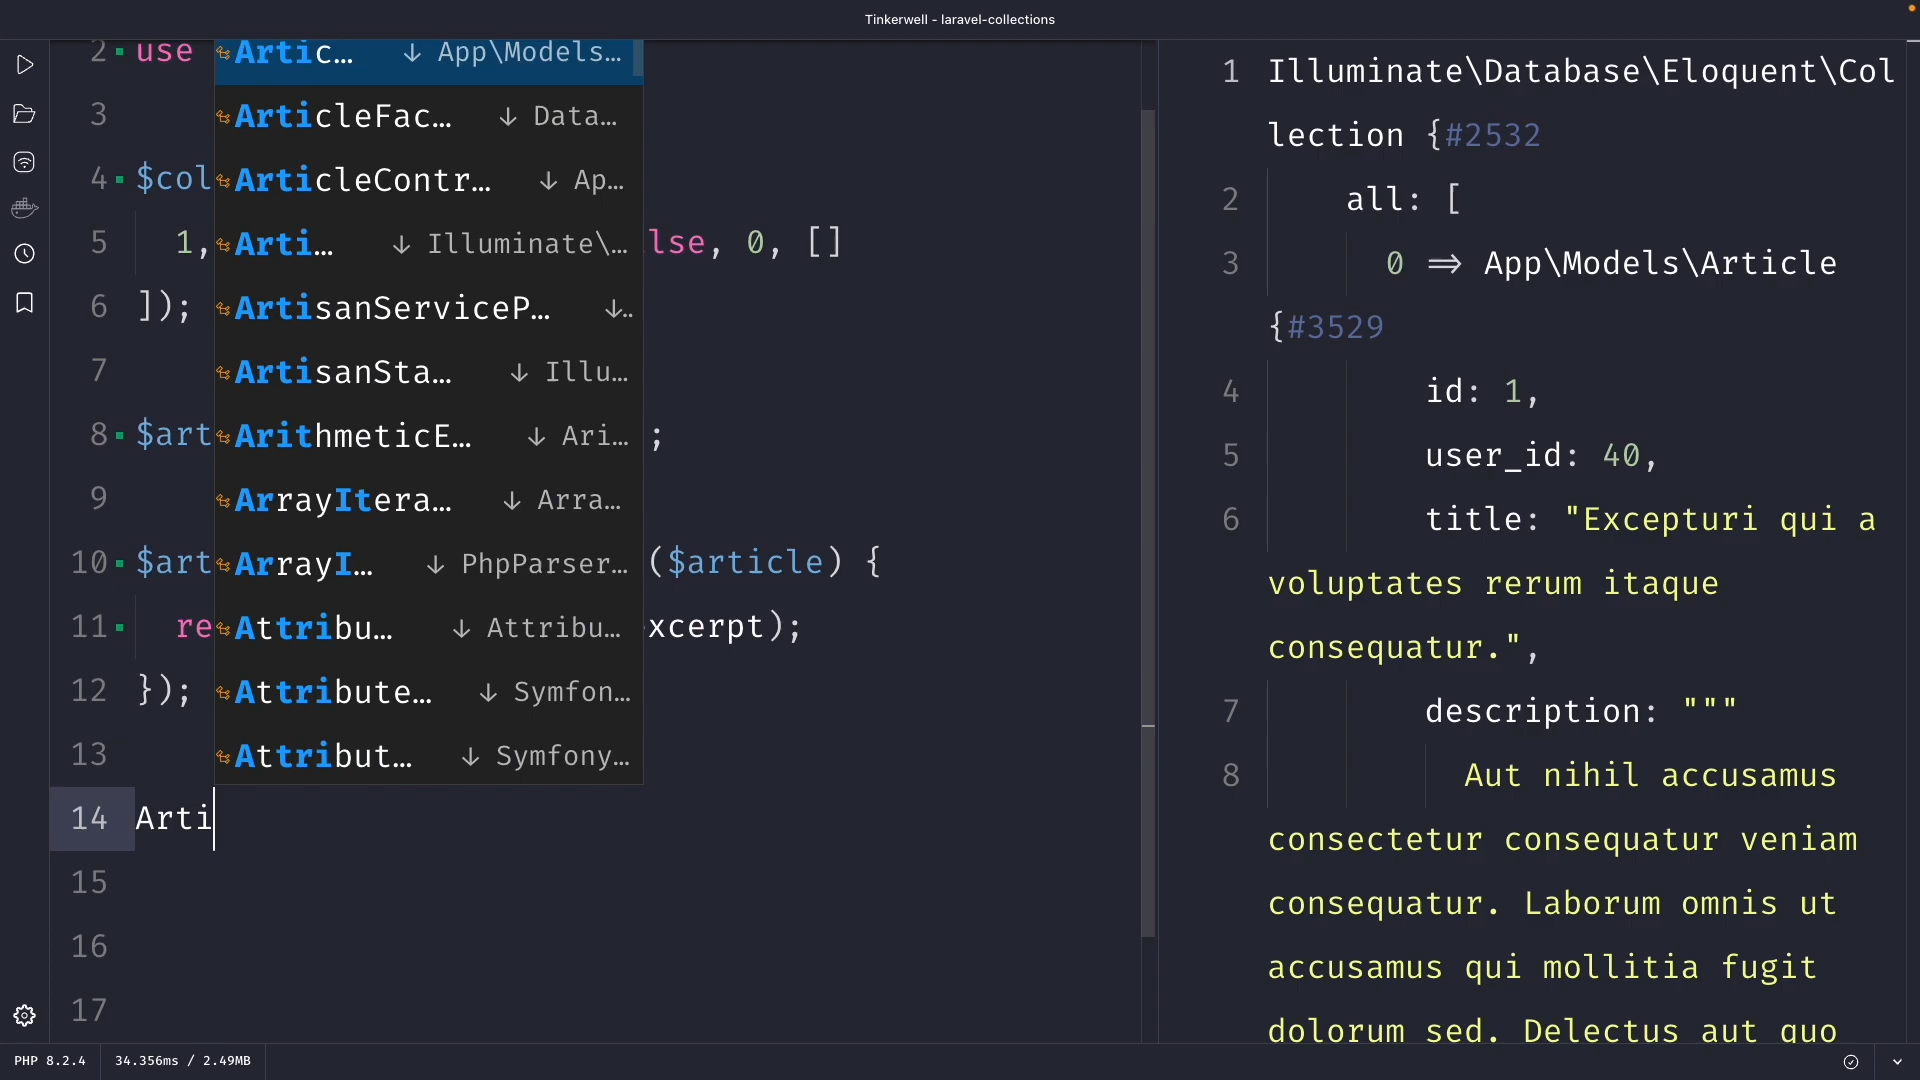 Tinkerwell - laravel-collections
2 use
3
4 $col
5 1, lse, 0, []
6 ]);
7
8 $art ;
9
10 $art ($article) {
11 re xcerpt);
12 });
13
14 Arti
15
16
17
Artic… ↓ App\Models…
ArticleFac… ↓ Data…
ArticleContr… ↓ Ap…
Arti… ↓ Illuminate\…
ArtisanServiceP… ↓…
ArtisanSta… ↓ Illu…
ArithmeticE… ↓ Ari…
ArrayItera… ↓ Arra…
ArrayI… ↓ PhpParser…
Attribu… ↓ Attribu…
Attribute… ↓ Symfon…
Attribut… ↓ Symfony…
1 Illuminate\Database\Eloquent\Col
lection {#2532
2 all: [
3 0 => App\Models\Article
{#3529
4 id: 1,
5 user_id: 40,
6 title: "Excepturi qui a
voluptates rerum itaque
consequatur.",
7 description: """
8 Aut nihil accusamus
consectetur consequatur veniam
consequatur. Laborum omnis ut
accusamus qui mollitia fugit
dolorum sed. Delectus aut quo
PHP 8.2.4
34.356ms / 2.49MB